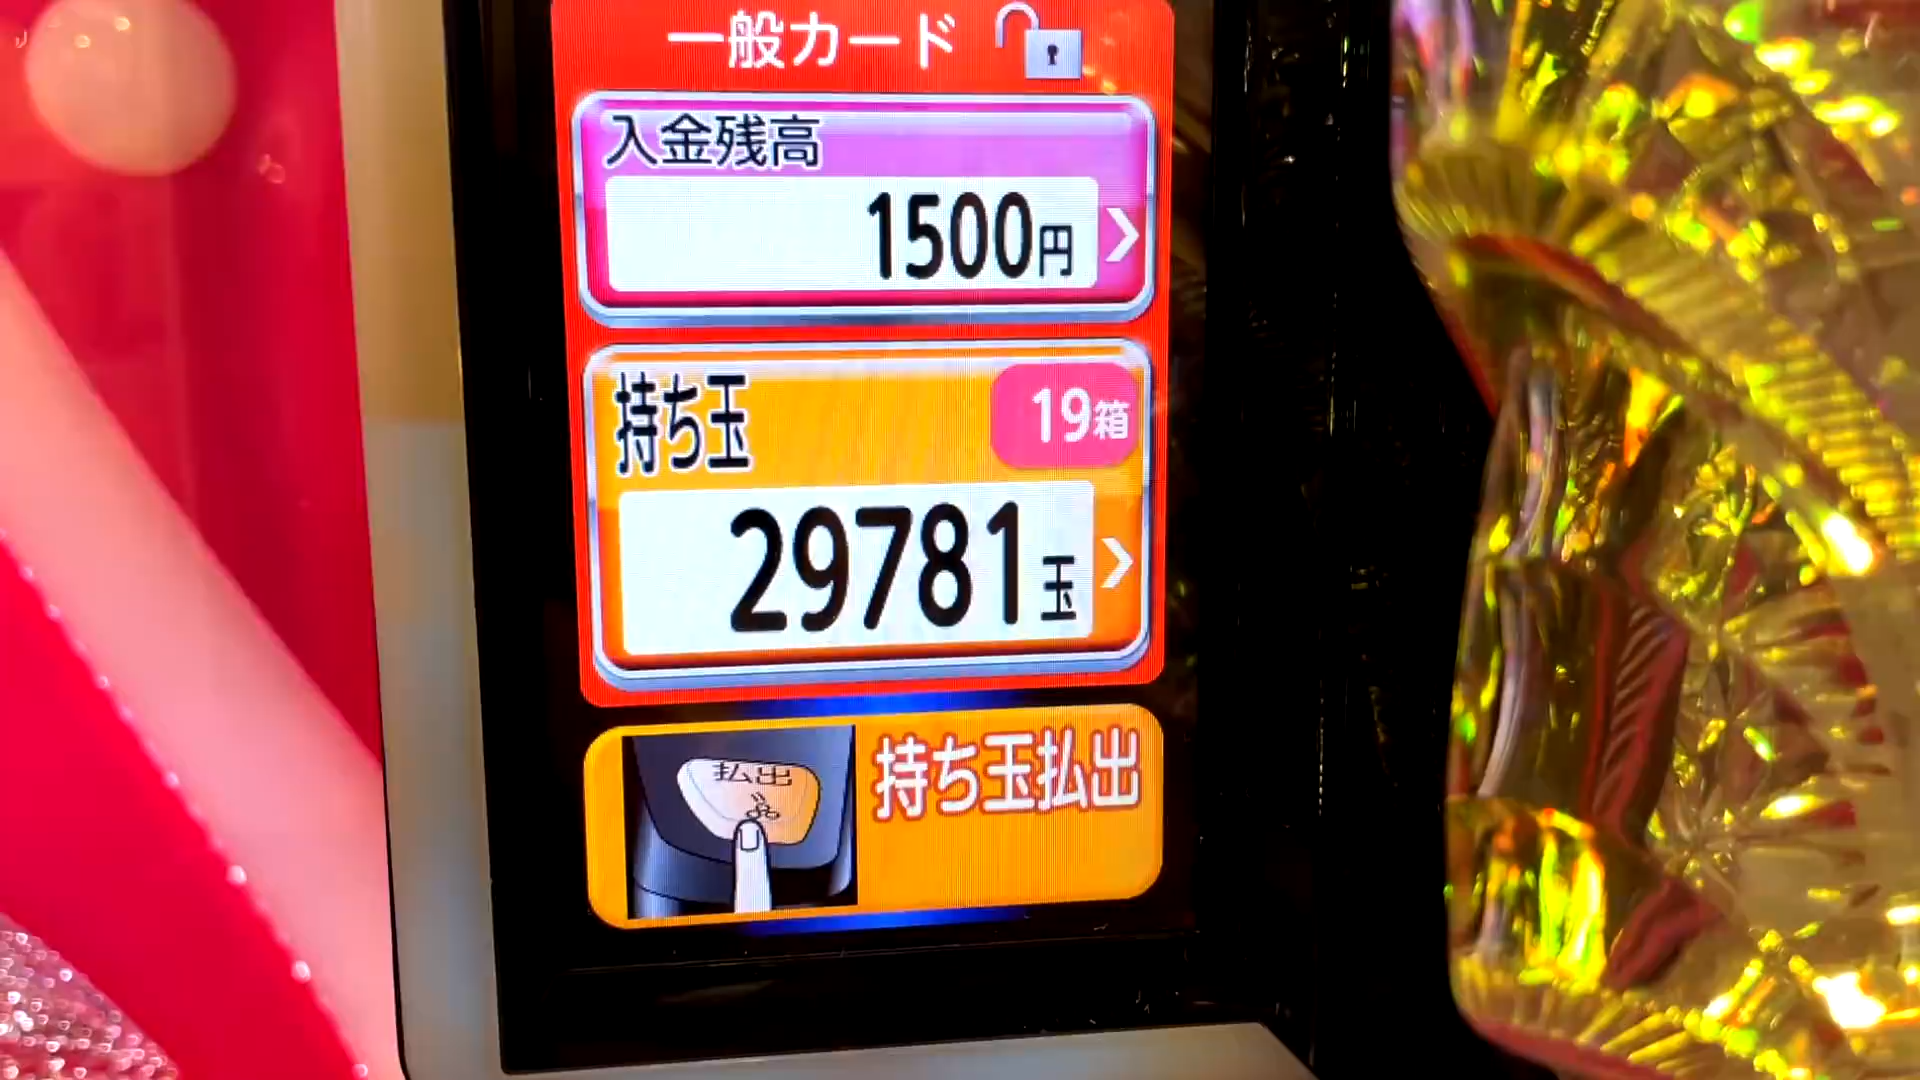 一般カード
入金残高
1500円
持ち玉
19箱
29781玉
持ち玉払出
払出